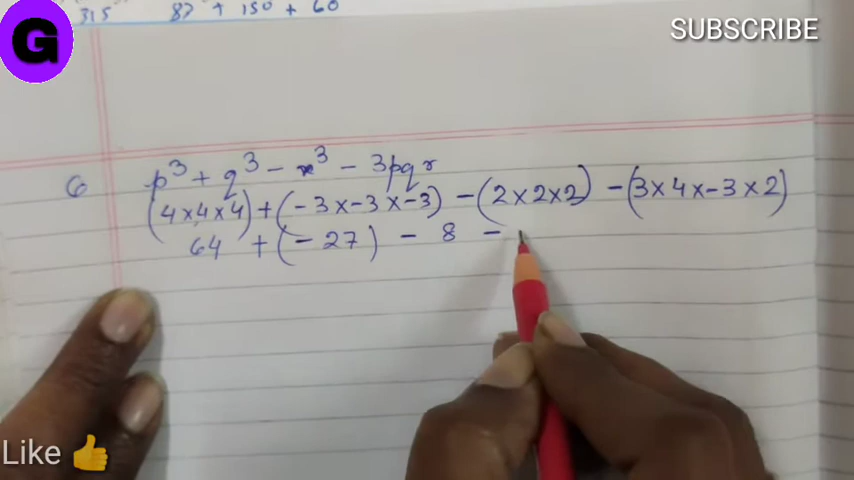 315 87 + 150 + 60
G
SUBSCRIBE
6 p³ + q³ - r³ - 3pqr
(4×4×4) + (-3×-3×-3) - (2×2×2) - (3×4×-3×2)
64 + (-27) - 8 -
Like 👍